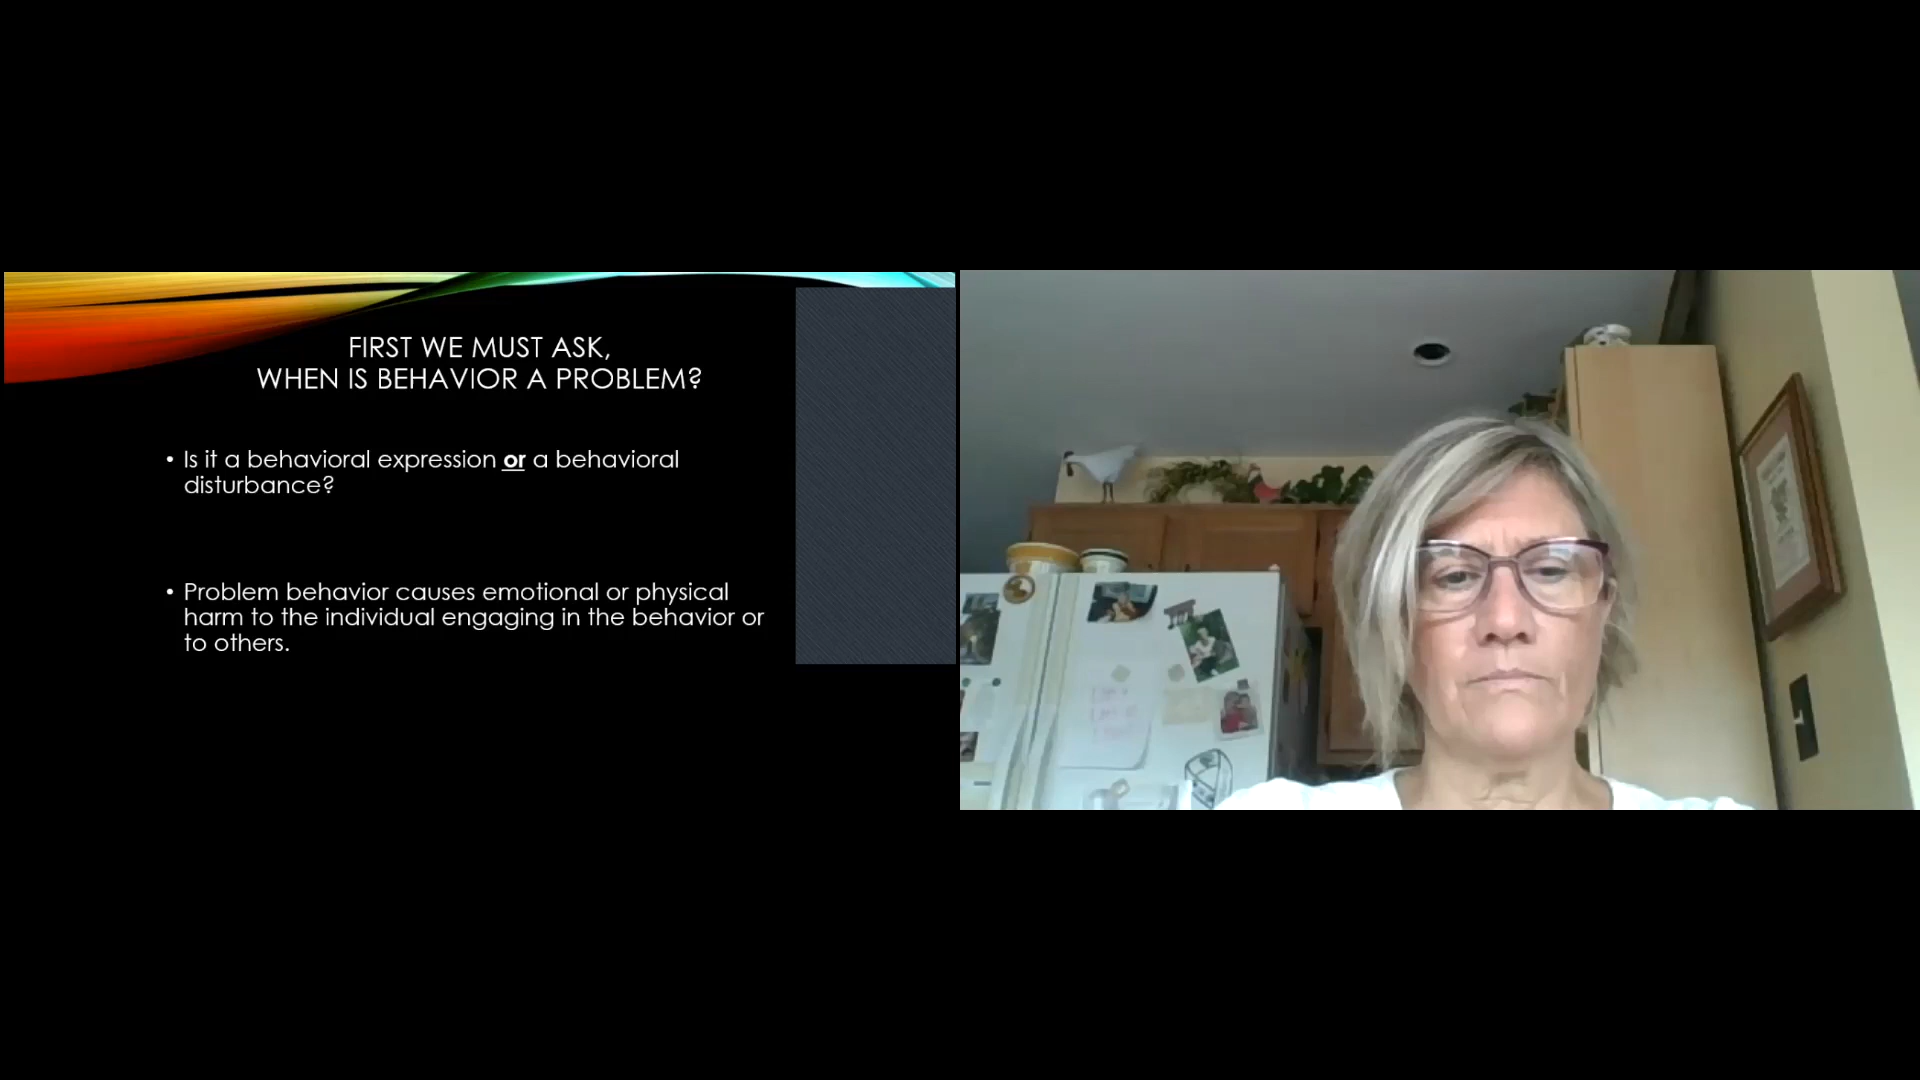 FIRST WE MUST ASK,
WHEN IS BEHAVIOR A PROBLEM?
• Is it a behavioral expression or a behavioral
disturbance?
• Problem behavior causes emotional or physical
harm to the individual engaging in the behavior or
to others.